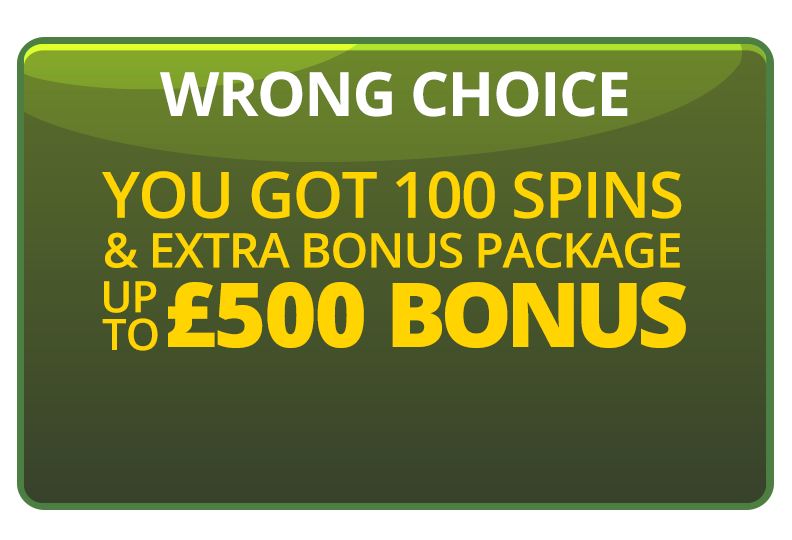 WRONG CHOICE
YOU GOT 100 SPINS
& EXTRA BONUS PACKAGE
UP TO £500 BONUS